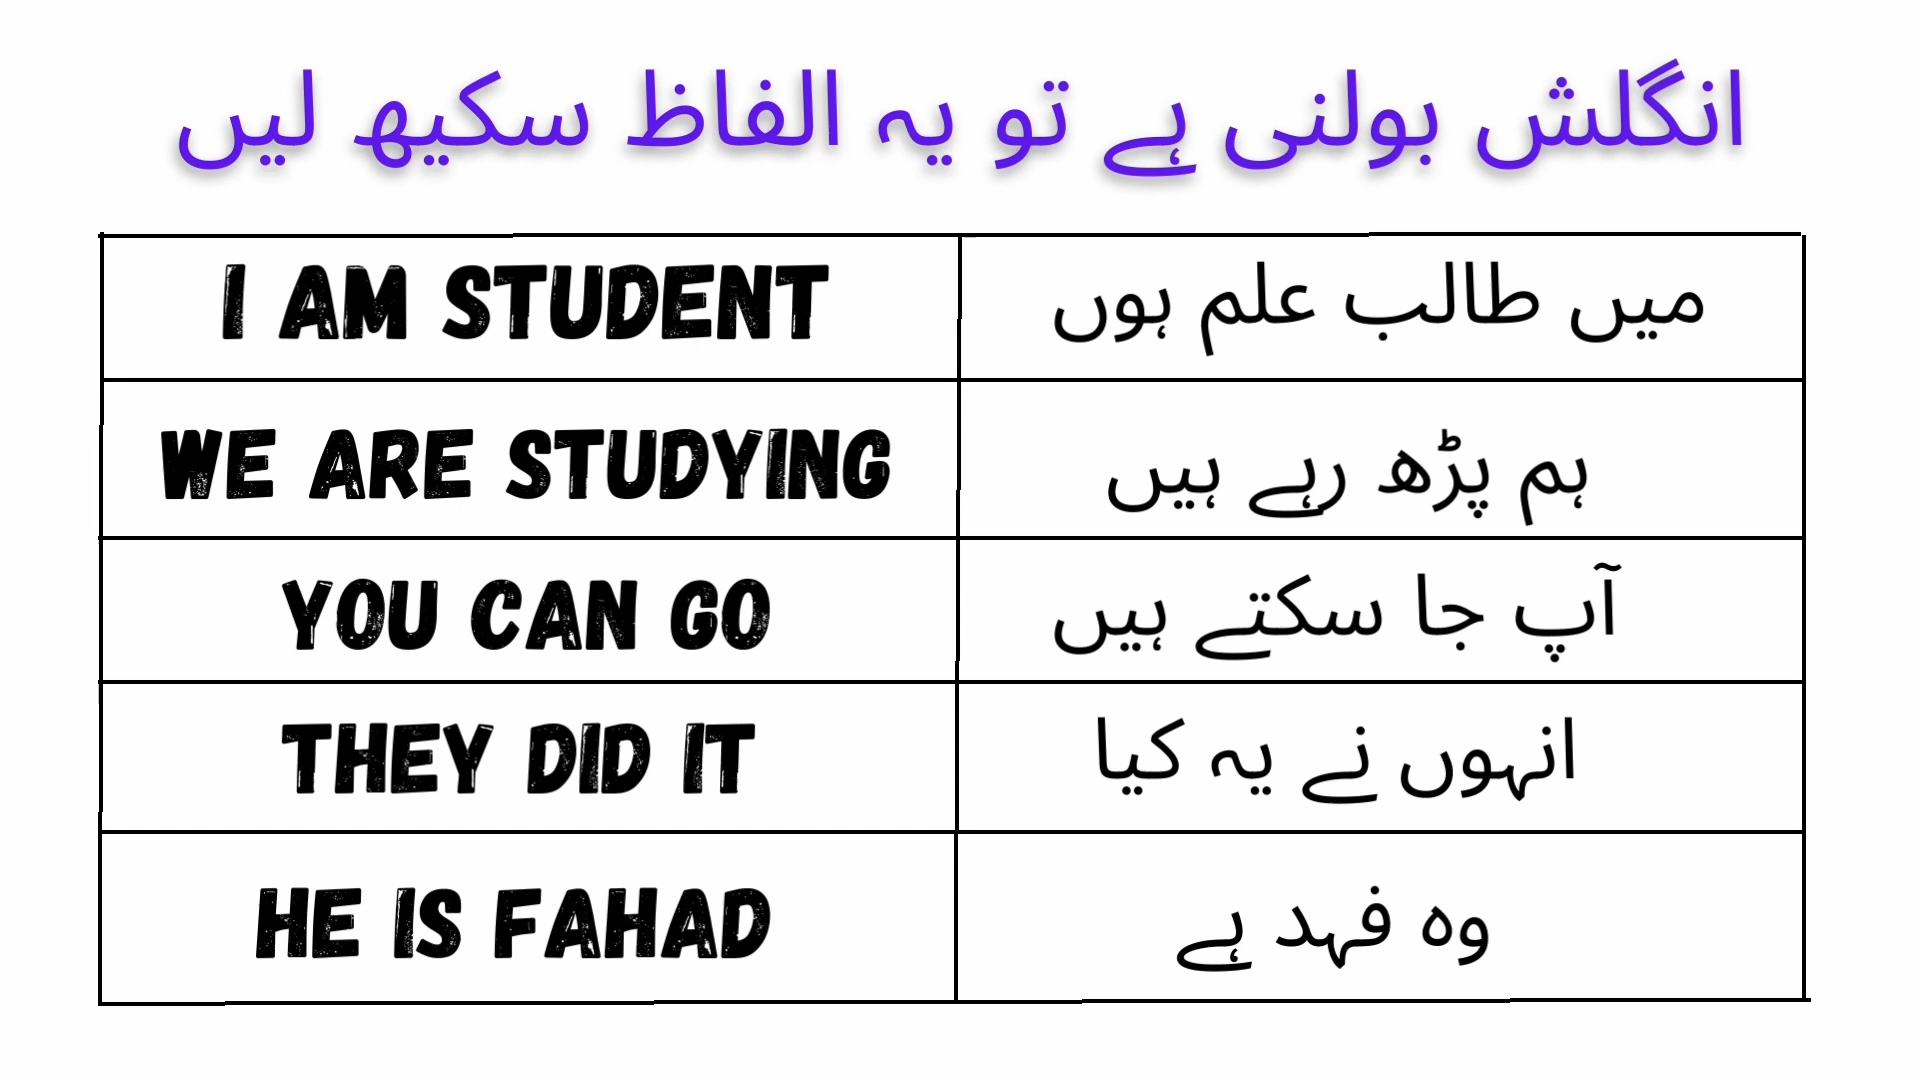 انگلش بولنی ہے تو یہ الفاظ سکیھ لیں
I AM STUDENT
میں طالب علم ہوں
WE ARE STUDYING
ہم پڑھ رہے ہیں
YOU CAN GO
آپ جا سکتے ہیں
THEY DID IT
انہوں نے یہ کیا
HE IS FAHAD
وہ فہد ہے